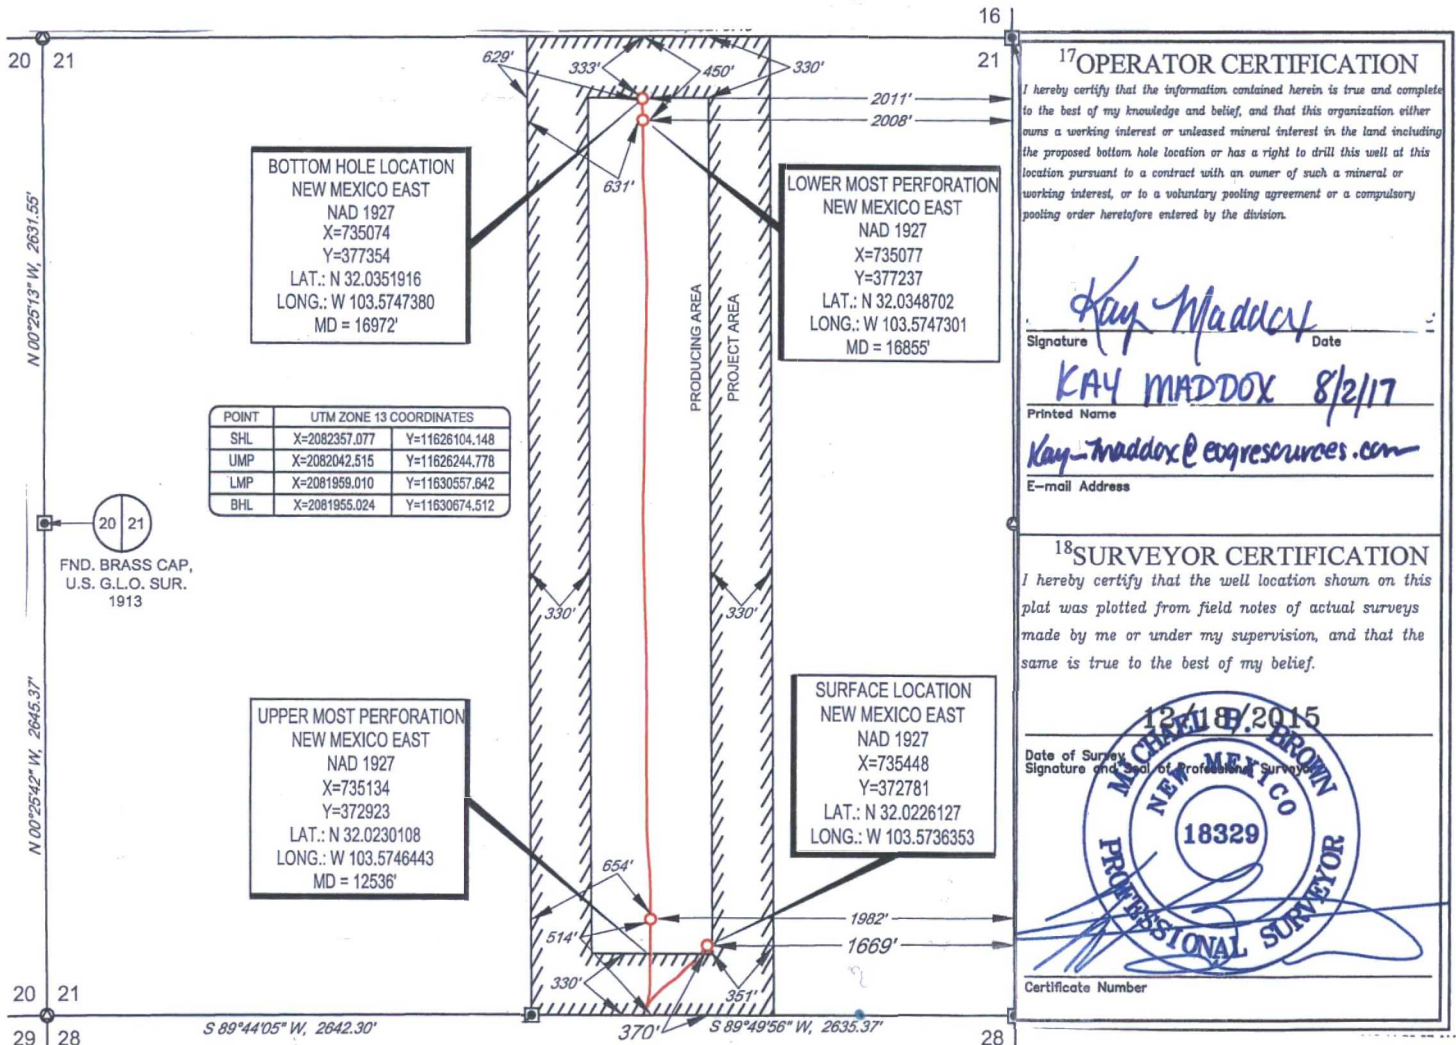 16
20 21
21
629'
333'
450'
330'
2011'
2008'
631'
BOTTOM HOLE LOCATION
NEW MEXICO EAST
NAD 1927
X=735074
Y=377354
LAT.: N 32.0351916
LONG.: W 103.5747380
MD = 16972'
LOWER MOST PERFORATION
NEW MEXICO EAST
NAD 1927
X=735077
Y=377237
LAT.: N 32.0348702
LONG.: W 103.5747301
MD = 16855'
N 00°25'13" W, 2631.55'
PRODUCING AREA
PROJECT AREA
POINT UTM ZONE 13 COORDINATES
SHL X=2082357.077 Y=11626104.148
UMP X=2082042.515 Y=11626244.778
LMP X=2081959.010 Y=11630557.642
BHL X=2081955.024 Y=11630674.512
20 21
FND. BRASS CAP,
U.S. G.L.O. SUR.
1913
330'
330'
N 00°25'42" W, 2645.37'
UPPER MOST PERFORATION
NEW MEXICO EAST
NAD 1927
X=735134
Y=372923
LAT.: N 32.0230108
LONG.: W 103.5746443
MD = 12536'
SURFACE LOCATION
NEW MEXICO EAST
NAD 1927
X=735448
Y=372781
LAT.: N 32.0226127
LONG.: W 103.5736353
654'
514'
1982'
1669'
330'
351'
370'
20 21
29 28
S 89°44'05" W, 2642.30'
S 89°49'56" W, 2635.37'
28
17 OPERATOR CERTIFICATION
I hereby certify that the information contained herein is true and complete
to the best of my knowledge and belief, and that this organization either
owns a working interest or unleased mineral interest in the land including
the proposed bottom hole location or has a right to drill this well at this
location pursuant to a contract with an owner of such a mineral or
working interest, or to a voluntary pooling agreement or a compulsory
pooling order heretofore entered by the division.
Kay Maddox
Signature Date
KAY MADDOX 8/2/17
Printed Name
Kay-Maddox@eogresources.com
E-mail Address
18 SURVEYOR CERTIFICATION
I hereby certify that the well location shown on this
plat was plotted from field notes of actual surveys
made by me or under my supervision, and that the
same is true to the best of my belief.
12/18/2015
Date of Survey
Signature and Seal of Professional Surveyor
MICHAEL B. BROWN
NEW MEXICO
18329
PROFESSIONAL SURVEYOR
Certificate Number